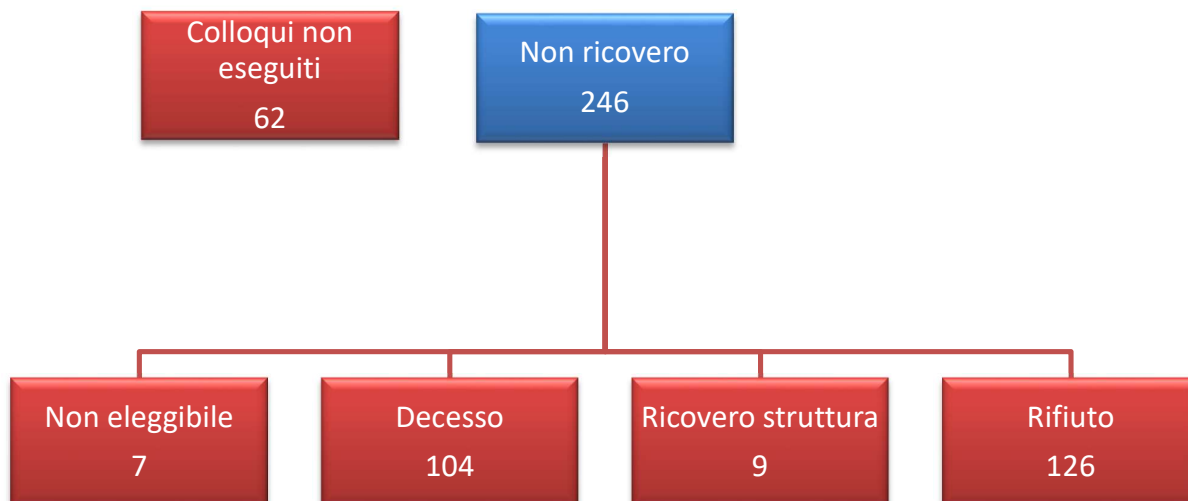 Colloqui non
eseguiti
62
Non ricovero
246
Non eleggibile
7
Decesso
104
Ricovero struttura
9
Rifiuto
126